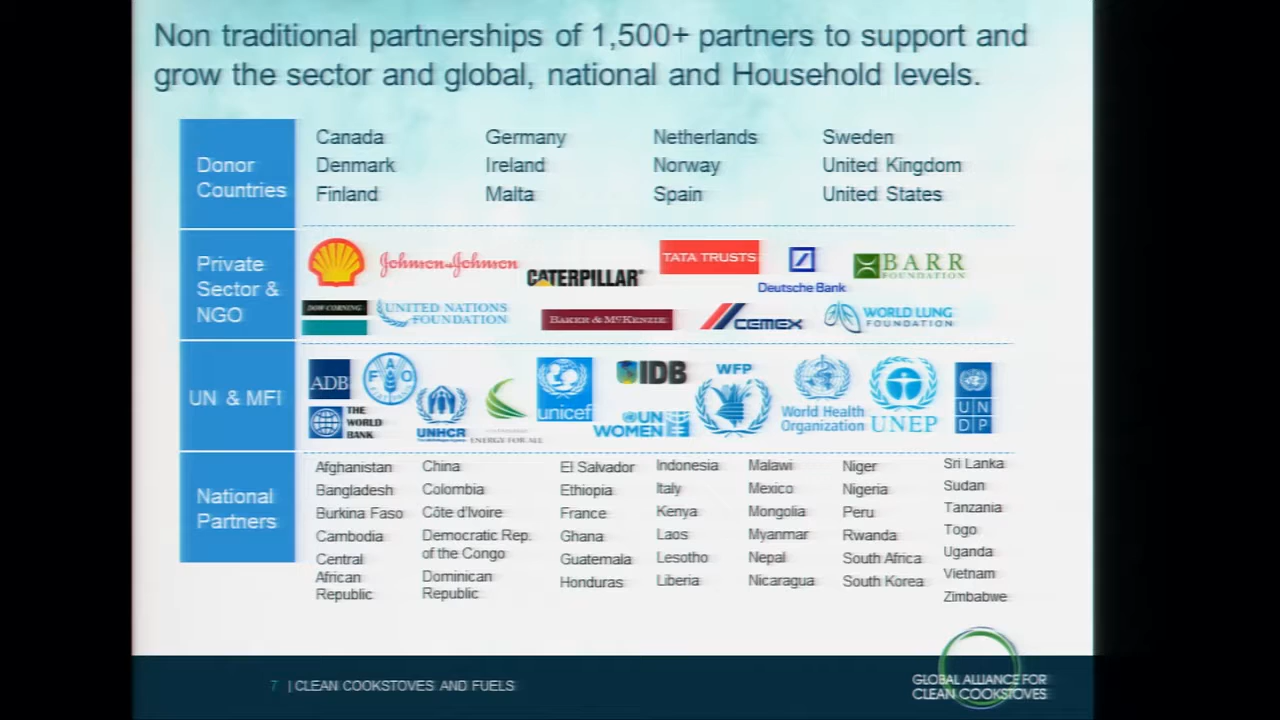 Non traditional partnerships of 1,500+ partners to support and
grow the sector and global, national and Household levels.
Donor
Countries
Canada
Denmark
Finland
Germany
Ireland
Malta
Netherlands
Norway
Spain
Sweden
United Kingdom
United States
Private
Sector &
NGO
Johnson & Johnson
CATERPILLAR®
TATA TRUSTS
Deutsche Bank
BARR
FOUNDATION
DOW CORNING
UNITED NATIONS
FOUNDATION
BAKER & MCKENZIE
CEMEX
WORLD LUNG
FOUNDATION
UN & MFI
ADB
FAO
THE
WORLD
BANK
UNHCR
ENERGY FOR ALL
unicef
IDB
UN
WOMEN
WFP
World Health
Organization
UNEP
UN
DP
National
Partners
Afghanistan
Bangladesh
Burkina Faso
Cambodia
Central
African
Republic
China
Colombia
Côte d'Ivoire
Democratic Rep.
of the Congo
Dominican
Republic
El Salvador
Ethiopia
France
Ghana
Guatemala
Honduras
Indonesia
Italy
Kenya
Laos
Lesotho
Liberia
Malawi
Mexico
Mongolia
Myanmar
Nepal
Nicaragua
Niger
Nigeria
Peru
Rwanda
South Africa
South Korea
Sri Lanka
Sudan
Tanzania
Togo
Uganda
Vietnam
Zimbabwe
7 | CLEAN COOKSTOVES AND FUELS
GLOBAL ALLIANCE FOR
CLEAN COOKSTOVES